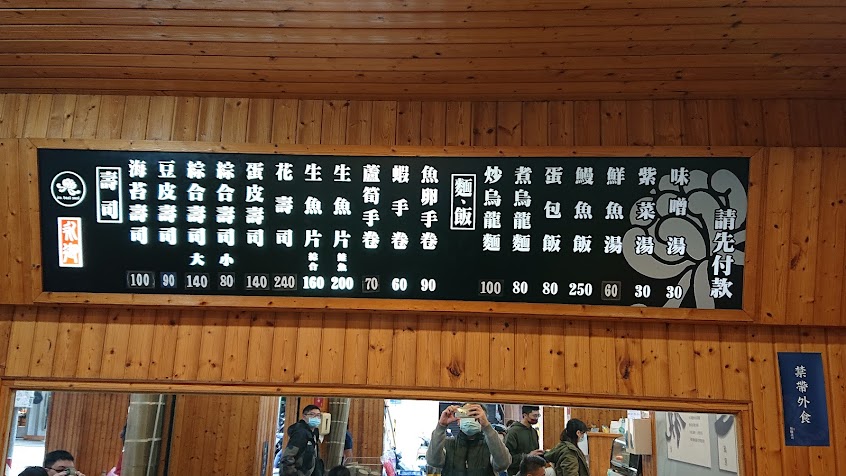 請先付款
味噌湯 30
紫菜湯 30
鮮魚湯 60
鰻魚飯 250
蛋包飯 80
煮烏龍麵 80
炒烏龍麵 100
麵、飯
魚卵手卷 90
蝦手卷 60
蘆筍手卷 70
生魚片 鮭魚 200
生魚片 綜合 160
花壽司 240
蛋皮壽司 140
綜合壽司 小 80
綜合壽司 大 140
豆皮壽司 90
海苔壽司 100
壽司
禁帶外食